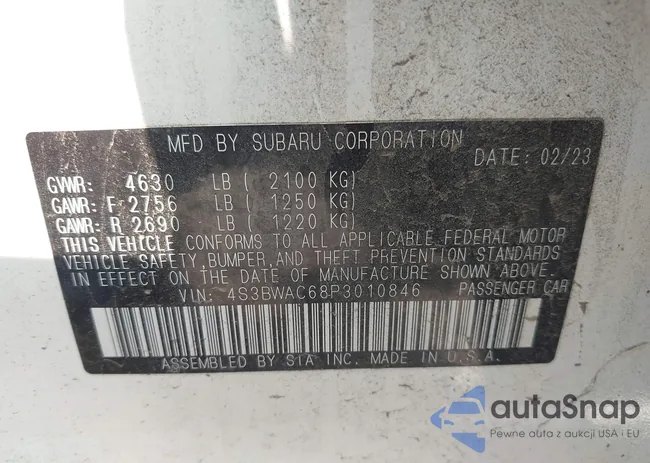 MFD BY SUBARU CORPORATION
DATE: 02/23
GVWR: 4630 LB ( 2100 KG)
GAWR: F 2756 LB ( 1250 KG)
GAWR: R 2690 LB ( 1220 KG)
THIS VEHICLE CONFORMS TO ALL APPLICABLE FEDERAL MOTOR
VEHICLE SAFETY, BUMPER, AND THEFT PREVENTION STANDARDS
IN EFFECT ON THE DATE OF MANUFACTURE SHOWN ABOVE.
VIN: 4S3BWAC68P3010846 PASSENGER CAR
ASSEMBLED BY SIA INC. MADE IN U.S.A.
autaSnap
Pewne auta z aukcji USA i EU